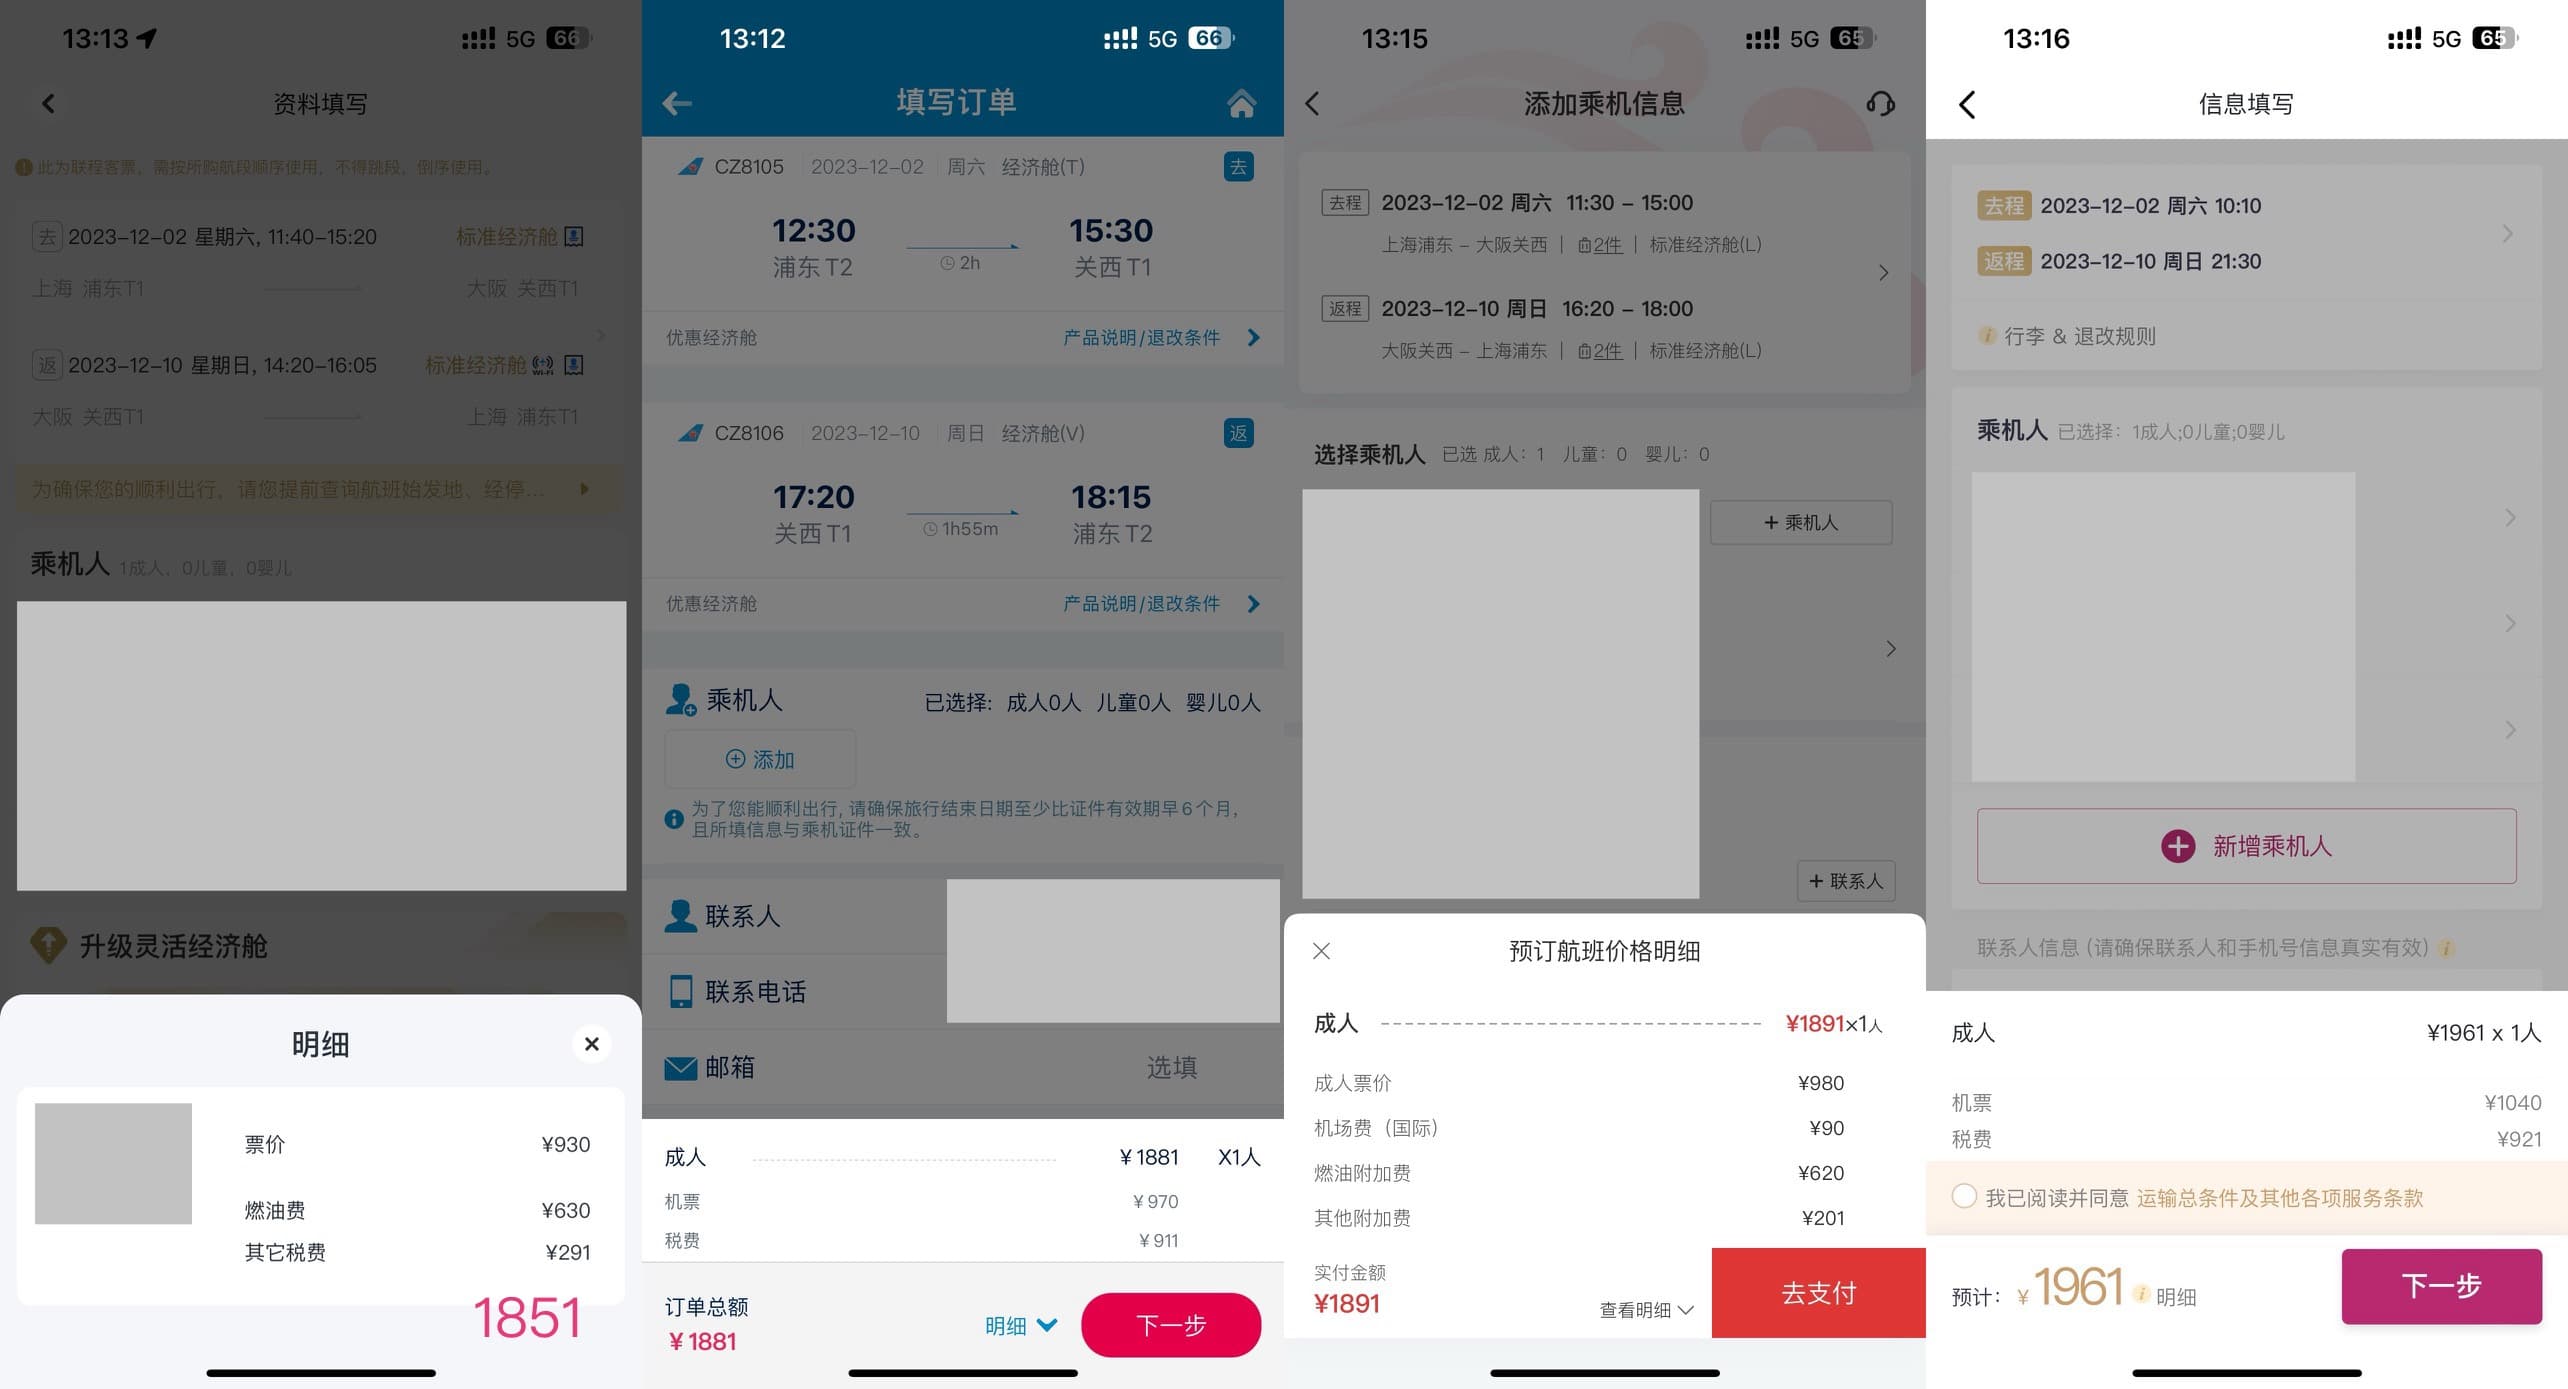 13:13
5G 66
资料填写
此为联程客票，需按所购航段顺序使用，不得跳段，倒序使用。
去 2023-12-02 星期六, 11:40-15:20 标准经济舱
上海 浦东T1 大阪 关西T1
返 2023-12-10 星期日, 14:20-16:05 标准经济舱 Wi-Fi
大阪 关西T1 上海 浦东T1
为确保您的顺利出行，请您提前查询航班始发地、经停...
乘机人 1成人，0儿童，0婴儿
升级灵活经济舱
明细
票价 ¥930
燃油费 ¥630
其它税费 ¥291
1851
13:12
5G 66
填写订单
CZ8105 2023-12-02 周六 经济舱(T) 去
12:30 15:30
浦东T2 2h 关西T1
优惠经济舱 产品说明/退改条件
CZ8106 2023-12-10 周日 经济舱(V) 返
17:20 18:15
关西T1 1h55m 浦东T2
优惠经济舱 产品说明/退改条件
乘机人 已选择: 成人0人 儿童0人 婴儿0人
添加
为了您能顺利出行, 请确保旅行结束日期至少比证件有效期早6个月，
且所填信息与乘机证件一致。
联系人
联系电话
邮箱 选填
成人 ¥1881 X1人
机票 ¥970
税费 ¥911
订单总额
¥1881
明细
下一步
13:15
5G 65
添加乘机信息
去程 2023-12-02 周六 11:30 - 15:00
上海浦东 - 大阪关西 | 2件 | 标准经济舱(L)
返程 2023-12-10 周日 16:20 - 18:00
大阪关西 - 上海浦东 | 2件 | 标准经济舱(L)
选择乘机人 已选 成人：1 儿童：0 婴儿：0
+ 乘机人
+ 联系人
预订航班价格明细
成人 ¥1891×1人
成人票价 ¥980
机场费（国际） ¥90
燃油附加费 ¥620
其他附加费 ¥201
实付金额
¥1891
查看明细
去支付
13:16
5G 65
信息填写
去程 2023-12-02 周六 10:10
返程 2023-12-10 周日 21:30
行李 & 退改规则
乘机人 已选择：1成人;0儿童;0婴儿
新增乘机人
联系人信息 (请确保联系人和手机号信息真实有效)
成人 ¥1961 x 1人
机票 ¥1040
税费 ¥921
我已阅读并同意 运输总条件及其他各项服务条款
预计： ¥1961 明细
下一步